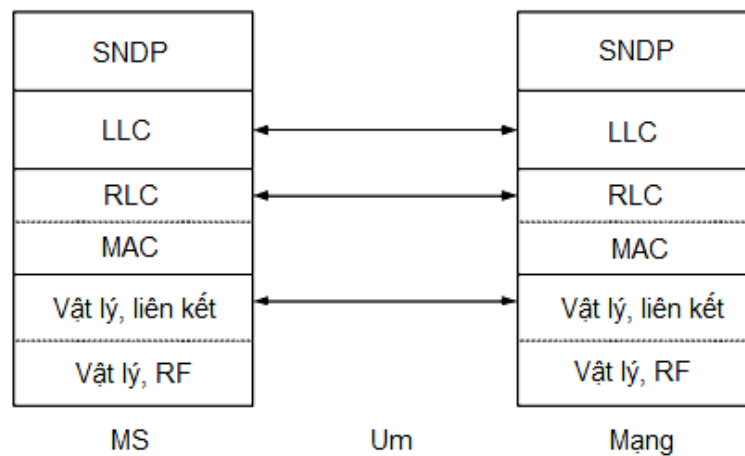 SNDP
LLC
RLC
MAC
Vật lý, liên kết
Vật lý, RF
MS
Um
SNDP
LLC
RLC
MAC
Vật lý, liên kết
Vật lý, RF
Mạng